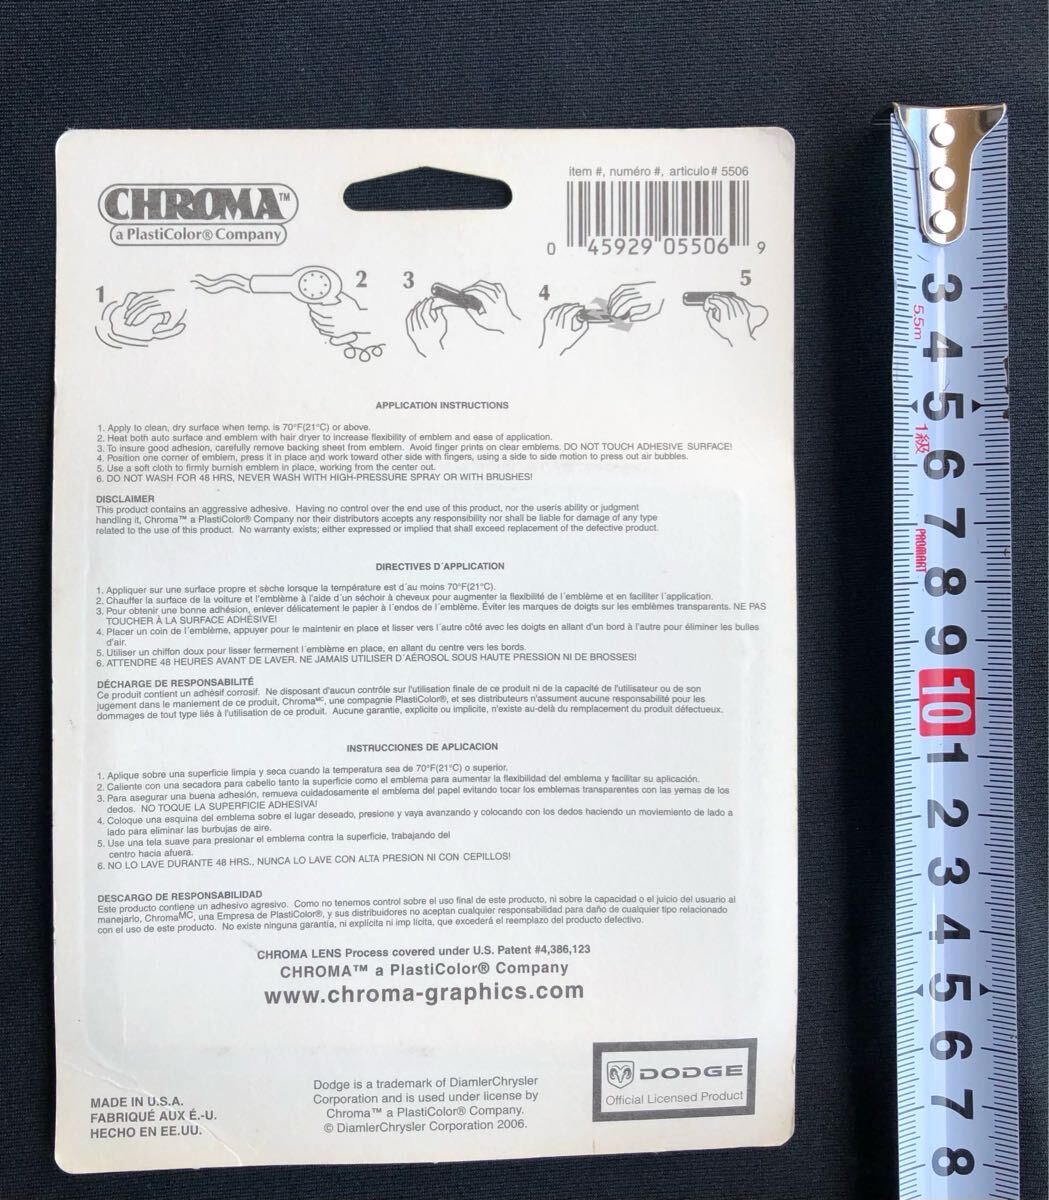 CHROMA™
a PlastiColor® Company
item #, numéro #, articulo# 5506
0 45929 05506 9
1
2
3
4
5
APPLICATION INSTRUCTIONS
1. Apply to clean, dry surface when temp. is 70°F(21°C) or above.
2. Heat both auto surface and emblem with hair dryer to increase flexibility of emblem and ease of application.
3. To insure good adhesion, carefully remove backing sheet from emblem. Avoid finger prints on clear emblems. DO NOT TOUCH ADHESIVE SURFACE!
4. Position one corner of emblem, press it in place and work toward other side with fingers, using a side to side motion to press out air bubbles.
5. Use a soft cloth to firmly burnish emblem in place, working from the center out.
6. DO NOT WASH FOR 48 HRS, NEVER WASH WITH HIGH-PRESSURE SPRAY OR WITH BRUSHES!
DISCLAIMER
This product contains an aggressive adhesive. Having no control over the end use of this product, nor the useris ability or judgment
handling it, Chroma™ a PlastiColor® Company nor their distributors accepts any responsibility nor shall be liable for damage of any type
related to the use of this product. No warranty exists; either expressed or implied that shall exceed replacement of the defective product.
DIRECTIVES D´APPLICATION
1. Appliquer sur une surface propre et sèche lorsque la température est d´au moins 70°F(21°C).
2. Chauffer la surface de la voiture et l´emblème à l'aide d´un séchoir à cheveux pour augmenter la flexibilité de l´emblème et en faciliter l´application.
3. Pour obtenir une bonne adhésion, enlever délicatement le papier à l´endos de l´emblème. Éviter les marques de doigts sur les emblèmes transparents. NE PAS
TOUCHER À LA SURFACE ADHÉSIVE!
4. Placer un coin de l´emblème, appuyer pour le maintenir en place et lisser vers l´autre côté avec les doigts en allant d´un bord à l´autre pour éliminer les bulles
d'air.
5. Utiliser un chiffon doux pour lisser fermement l´emblème en place, en allant du centre vers les bords.
6. ATTENDRE 48 HEURES AVANT DE LAVER. NE JAMAIS UTILISER D´AÉROSOL SOUS HAUTE PRESSION NI DE BROSSES!
DÉCHARGE DE RESPONSABILITÉ
Ce produit contient un adhésif corrosif. Ne disposant d'aucun contrôle sur l'utilisation finale de ce produit ni de la capacité de l'utilisateur ou de son
jugement dans le maniement de ce produit, Chromaᴹᶜ, une compagnie PlastiColor®, et ses distributeurs n'assument aucune responsabilité pour les
dommages de tout type liés à l'utilisation de ce produit. Aucune garantie, explicite ou implicite, n'existe au-delà du remplacement du produit défectueux.
INSTRUCCIONES DE APLICACION
1. Aplique sobre una superficie limpia y seca cuando la temperatura sea de 70°F(21°C) o superior.
2. Caliente con una secadora para cabello tanto la superficie como el emblema para aumentar la flexibilidad del emblema y facilitar su aplicación.
3. Para asegurar una buena adhesión, remueva cuidadosamente el emblema del papel evitando tocar los emblemas transparentes con las yemas de los
dedos. NO TOQUE LA SUPERFICIE ADHESIVA!
4. Coloque una esquina del emblema sobre el lugar deseado, presione y vaya avanzando y colocando con los dedos haciendo un moviemiento de lado a
lado para eliminar las burbujas de aire.
5. Use una tela suave para presionar el emblema contra la superficie, trabajando del
centro hacia afuera.
6. NO LO LAVE DURANTE 48 HRS., NUNCA LO LAVE CON ALTA PRESION NI CON CEPILLOS!
DESCARGO DE RESPONSABILIDAD
Este producto contiene un adhesivo agresivo. Como no tenemos control sobre el uso final de este producto, ni sobre la capacidad o el juicio del usuario al
manejarlo, Chromaᴹᶜ, una Empresa de PlastiColor®, y sus distribuidores no aceptan cualquier responsabilidad para daño de cualquier tipo relacionado
con el uso de este producto. No existe ninguna garantía, ni explícita ni imp lícita, que excederá el reemplazo del producto defectivo.
CHROMA LENS Process covered under U.S. Patent #4,386,123
CHROMA™ a PlastiColor® Company
www.chroma-graphics.com
MADE IN U.S.A.
FABRIQUÉ AUX É.-U.
HECHO EN EE.UU.
Dodge is a trademark of DiamlerChrysler
Corporation and is used under license by
Chroma™ a PlastiColor® Company.
© DiamlerChrysler Corporation 2006.
DODGE
Official Licensed Product
3
5.5m
4
5
1級
6
7
PROMART
8
9
10
1
2
3
4
5
6
7
8